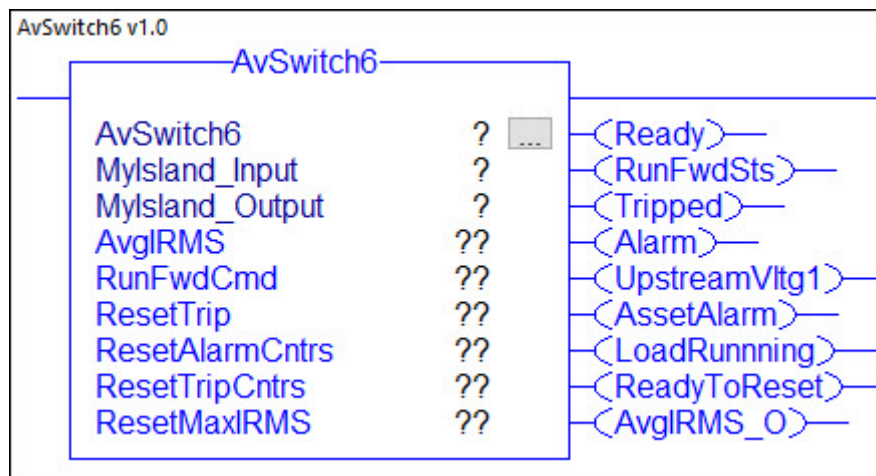 AvSwitch6 v1.0
AvSwitch6
AvSwitch6 ? ... Ready
MyIsland_Input ? RunFwdSts
MyIsland_Output ? Tripped
AvgIRMS ?? Alarm
RunFwdCmd ?? UpstreamVltg1
ResetTrip ?? AssetAlarm
ResetAlarmCntrs ?? LoadRunnning
ResetTripCntrs ?? ReadyToReset
ResetMaxIRMS ?? AvgIRMS_O